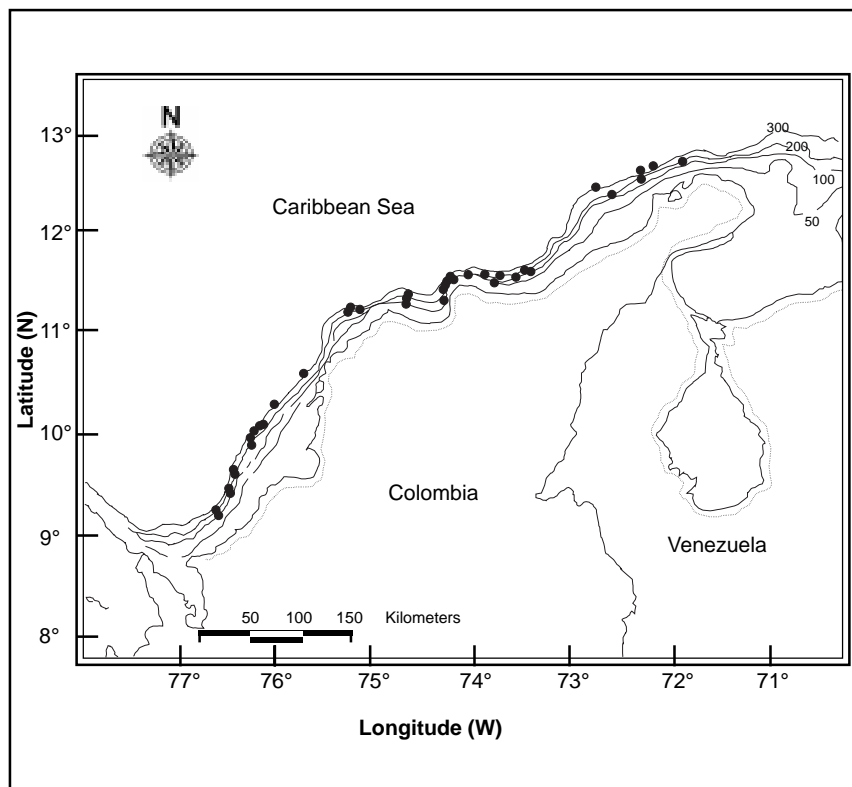 N
13°
12°
11°
10°
9°
8°
Latitude (N)
300
200
100
50
Caribbean Sea
Colombia
Venezuela
50 100 150 Kilometers
77° 76° 75° 74° 73° 72° 71°
Longitude (W)